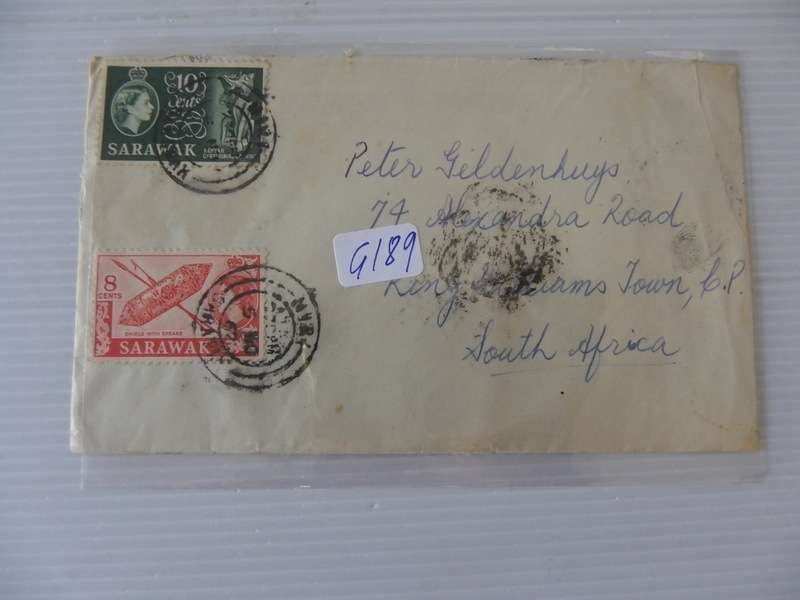 10
cents
SARAWAK
8
CENTS
SHIELD WITH SPEARS
SARAWAK
Peter Geldenhuys
74 Alexandra Road
G189
King Town, C.P.
South Africa